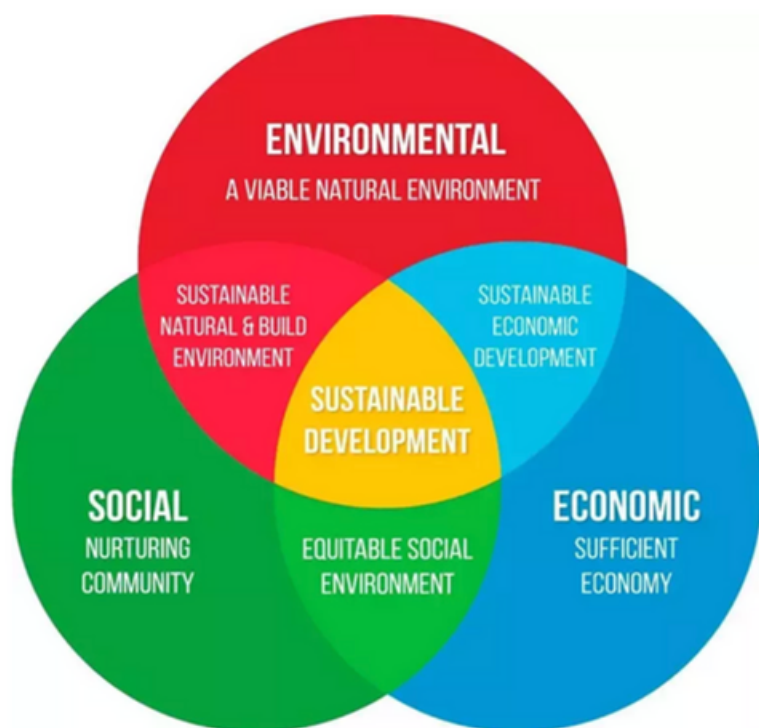 ENVIRONMENTAL
A VIABLE NATURAL ENVIRONMENT
SUSTAINABLE
NATURAL & BUILD
ENVIRONMENT
SUSTAINABLE
ECONOMIC
DEVELOPMENT
SUSTAINABLE
DEVELOPMENT
SOCIAL
NURTURING
COMMUNITY
EQUITABLE SOCIAL
ENVIRONMENT
ECONOMIC
SUFFICIENT
ECONOMY